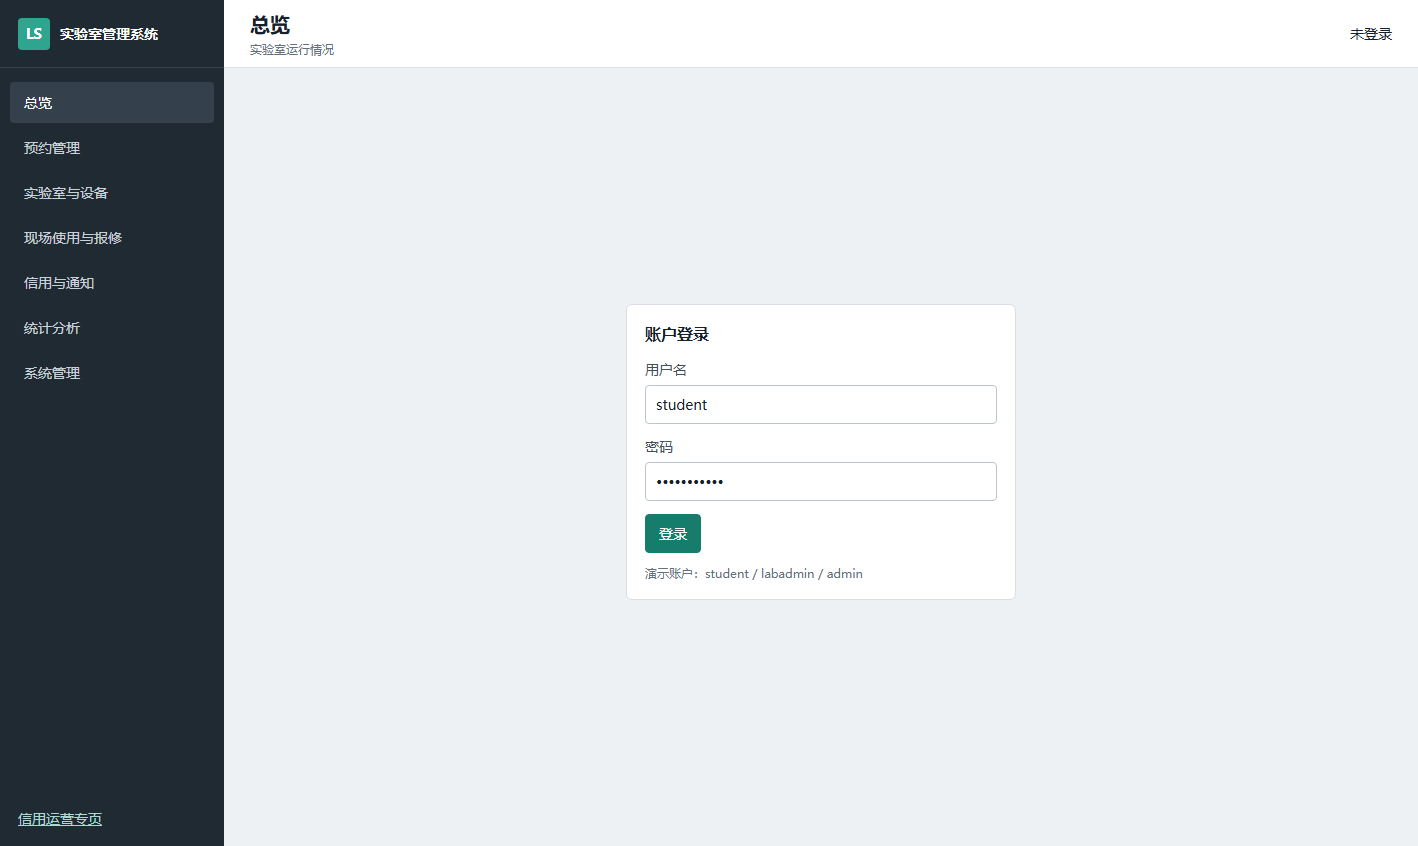 LS
实验室管理系统
总览
预约管理
实验室与设备
现场使用与报修
信用与通知
统计分析
系统管理
信用运营专页
总览
实验室运行情况
未登录
账户登录
用户名
student
密码
•••••••••••
登录
演示账户：student / labadmin / admin